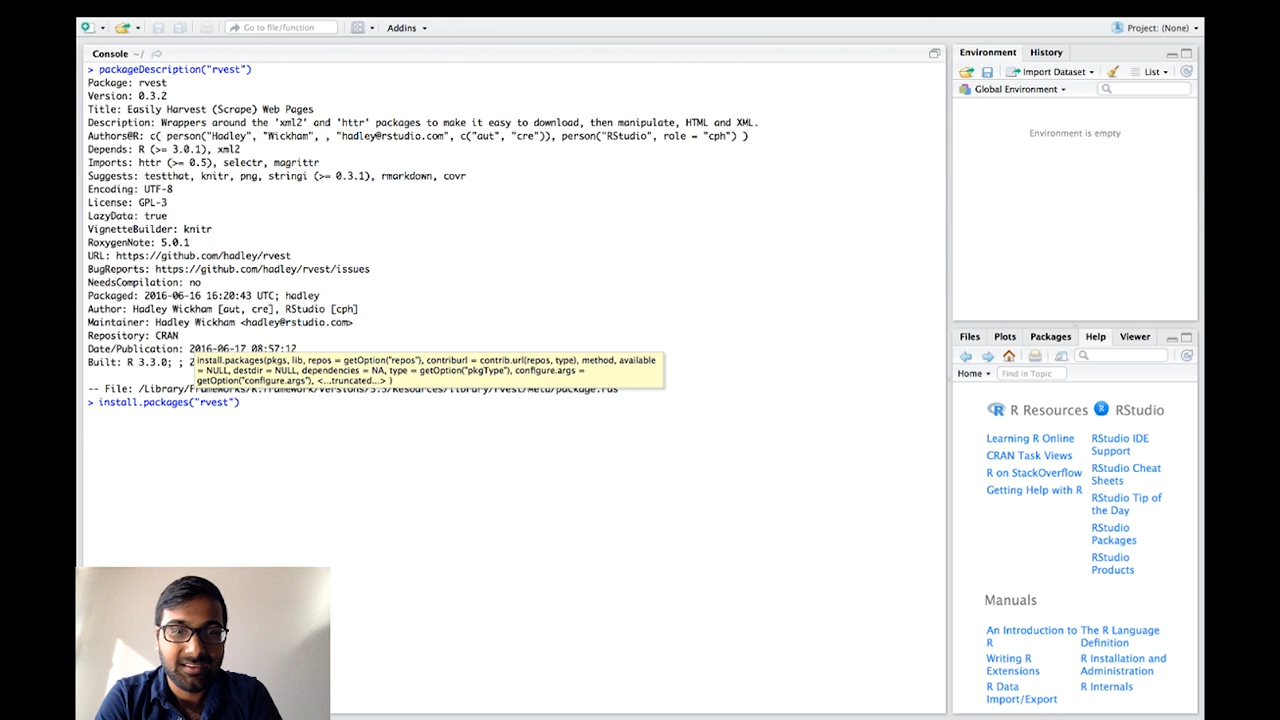 Go to file/function
Addins
Project: (None)
Console ~/
> packageDescription("rvest")
Package: rvest
Version: 0.3.2
Title: Easily Harvest (Scrape) Web Pages
Description: Wrappers around the 'xml2' and 'httr' packages to make it easy to download, then manipulate, HTML and XML.
Authors@R: c( person("Hadley", "Wickham", , "hadley@rstudio.com", c("aut", "cre")), person("RStudio", role = "cph") )
Depends: R (>= 3.0.1), xml2
Imports: httr (>= 0.5), selectr, magrittr
Suggests: testthat, knitr, png, stringi (>= 0.3.1), rmarkdown, covr
Encoding: UTF-8
License: GPL-3
LazyData: true
VignetteBuilder: knitr
RoxygenNote: 5.0.1
URL: https://github.com/hadley/rvest
BugReports: https://github.com/hadley/rvest/issues
NeedsCompilation: no
Packaged: 2016-06-16 16:20:43 UTC; hadley
Author: Hadley Wickham [aut, cre], RStudio [cph]
Maintainer: Hadley Wickham <hadley@rstudio.com>
Repository: CRAN
Date/Publication: 2016-06-17 08:57:12
Built: R 3.3.0; ; 2
install.packages(pkgs, lib, repos = getOption("repos"), contriburl = contrib.url(repos, type), method, available
= NULL, destdir = NULL, dependencies = NA, type = getOption("pkgType"), configure.args =
getOption("configure.args"), <...truncated...> )
-- File:
> install.packages("rvest")
Environment History
Import Dataset List
Global Environment
Environment is empty
Files Plots Packages Help Viewer
Home Find in Topic
R Resources
Learning R Online
CRAN Task Views
R on StackOverflow
Getting Help with R
RStudio
RStudio IDE
Support
RStudio Cheat
Sheets
RStudio Tip of
the Day
RStudio
Packages
RStudio
Products
Manuals
An Introduction to
R
Writing R
Extensions
R Data
Import/Export
The R Language
Definition
R Installation and
Administration
R Internals